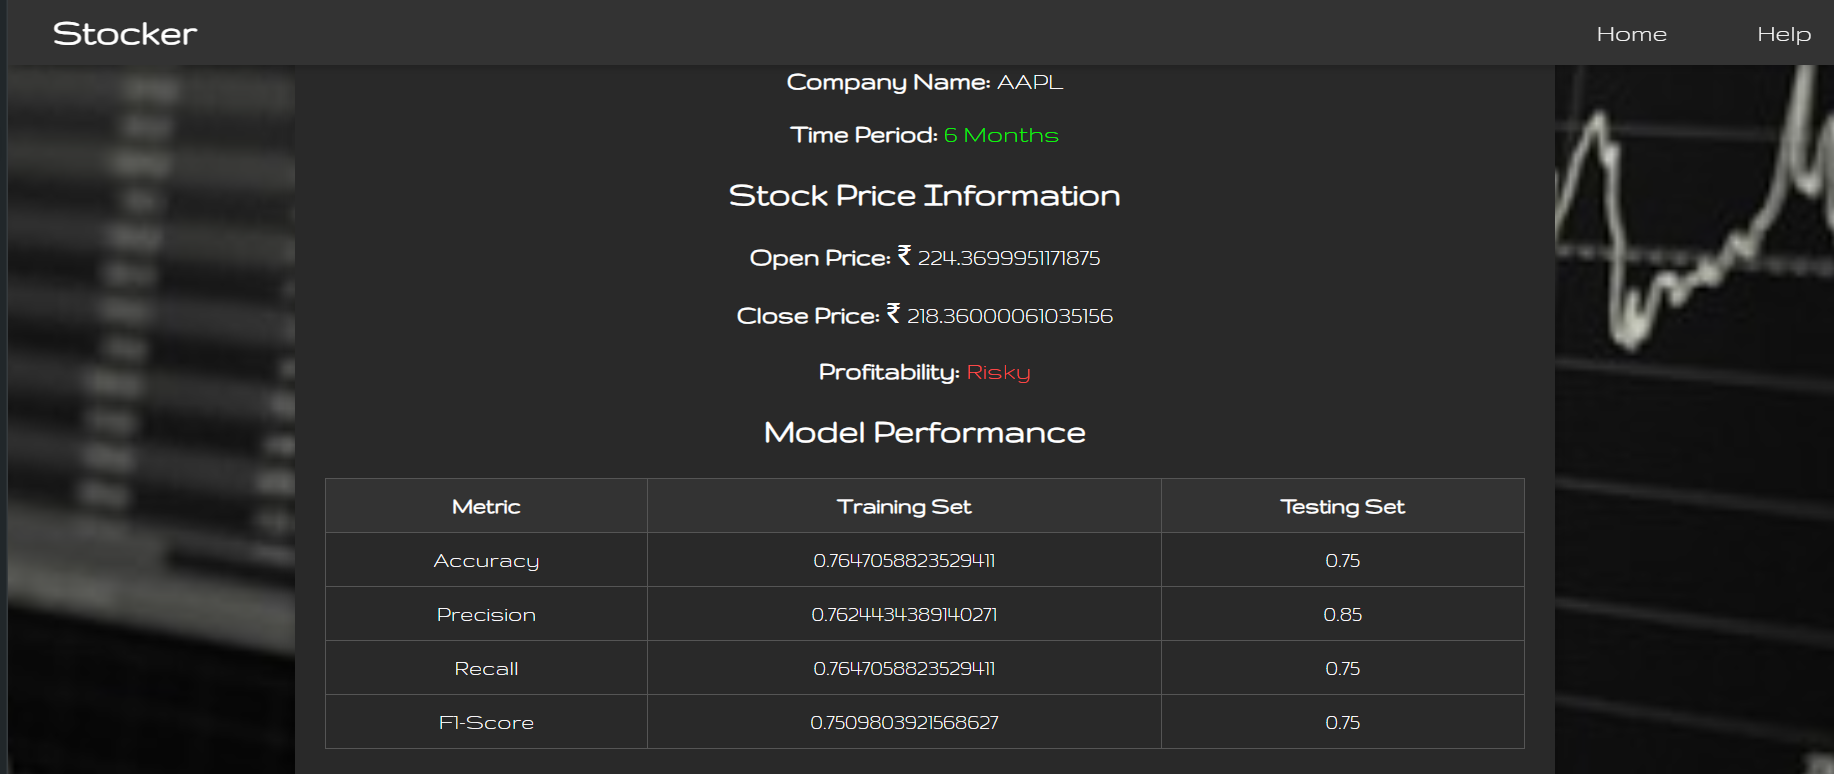 Stocker Home Help
Company Name: AAPL
Time Period: 6 Months
Stock Price Information
Open Price: ₹ 224.3699951171875
Close Price: ₹ 218.36000061035156
Profitability: Risky
Model Performance
Metric Training Set Testing Set
Accuracy 0.7647058823529411 0.75
Precision 0.7624434389140271 0.85
Recall 0.7647058823529411 0.75
F1-Score 0.7509803921568627 0.75